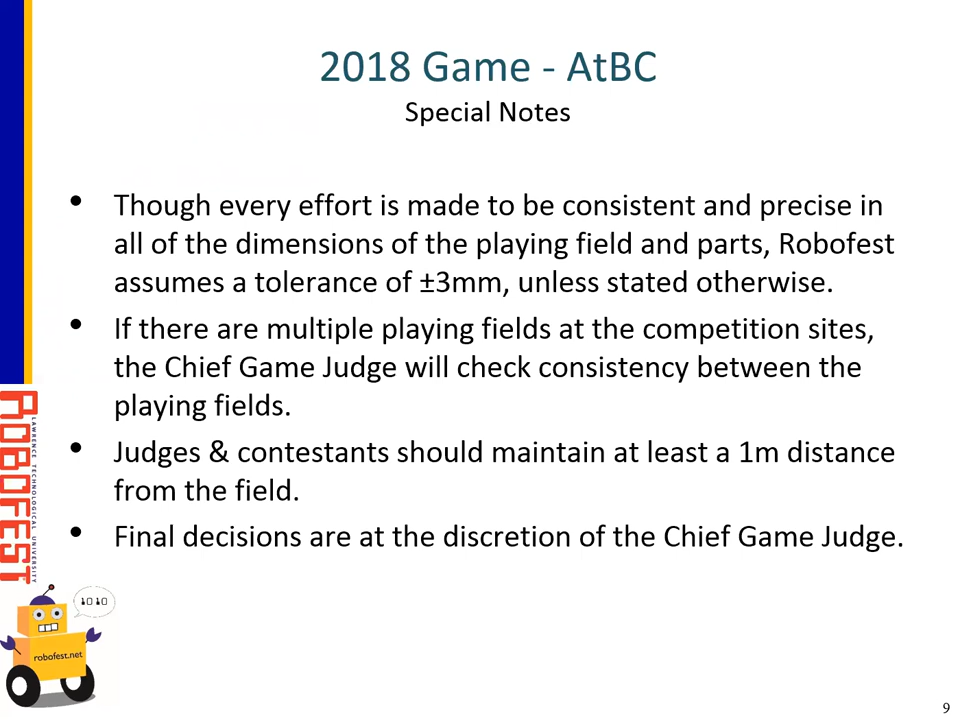 2018 Game - AtBC
Special Notes
• Though every effort is made to be consistent and precise in
all of the dimensions of the playing field and parts, Robofest
assumes a tolerance of ±3mm, unless stated otherwise.
• If there are multiple playing fields at the competition sites,
the Chief Game Judge will check consistency between the
playing fields.
• Judges & contestants should maintain at least a 1m distance
from the field.
• Final decisions are at the discretion of the Chief Game Judge.
ROBOFEST
LAWRENCE TECHNOLOGICAL UNIVERSITY
1010
robofest.net
9